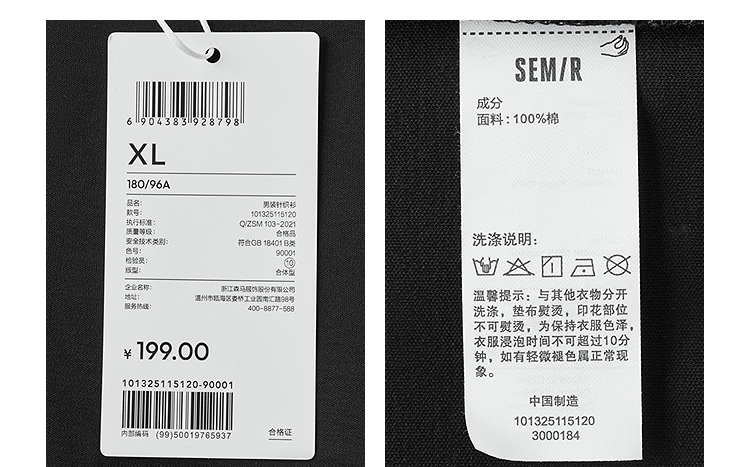 6 904383 928798
XL
180/96A
品名: 男装针织衫
款号: 101325115120
执行标准: Q/ZSM 103-2021
质量等级: 合格品
安全技术类别: 符合GB 18401 B类
色号: 90001
检验员: 10
版型: 合体型
企业名称: 浙江森马服饰股份有限公司
地址: 温州市瓯海区娄桥工业园南汇路98号
服务热线: 400-8877-588
¥ 199.00
101325115120-90001
内部编码 (99)50019765937
合格证
SEM/R
成分
面料:100%棉
洗涤说明:
温馨提示:与其他衣物分开
洗涤,垫布熨烫,印花部位
不可熨烫,为保持衣服色泽,
衣服浸泡时间不可超过10分
钟,如有轻微褪色属正常现
象。
中国制造
101325115120
3000184